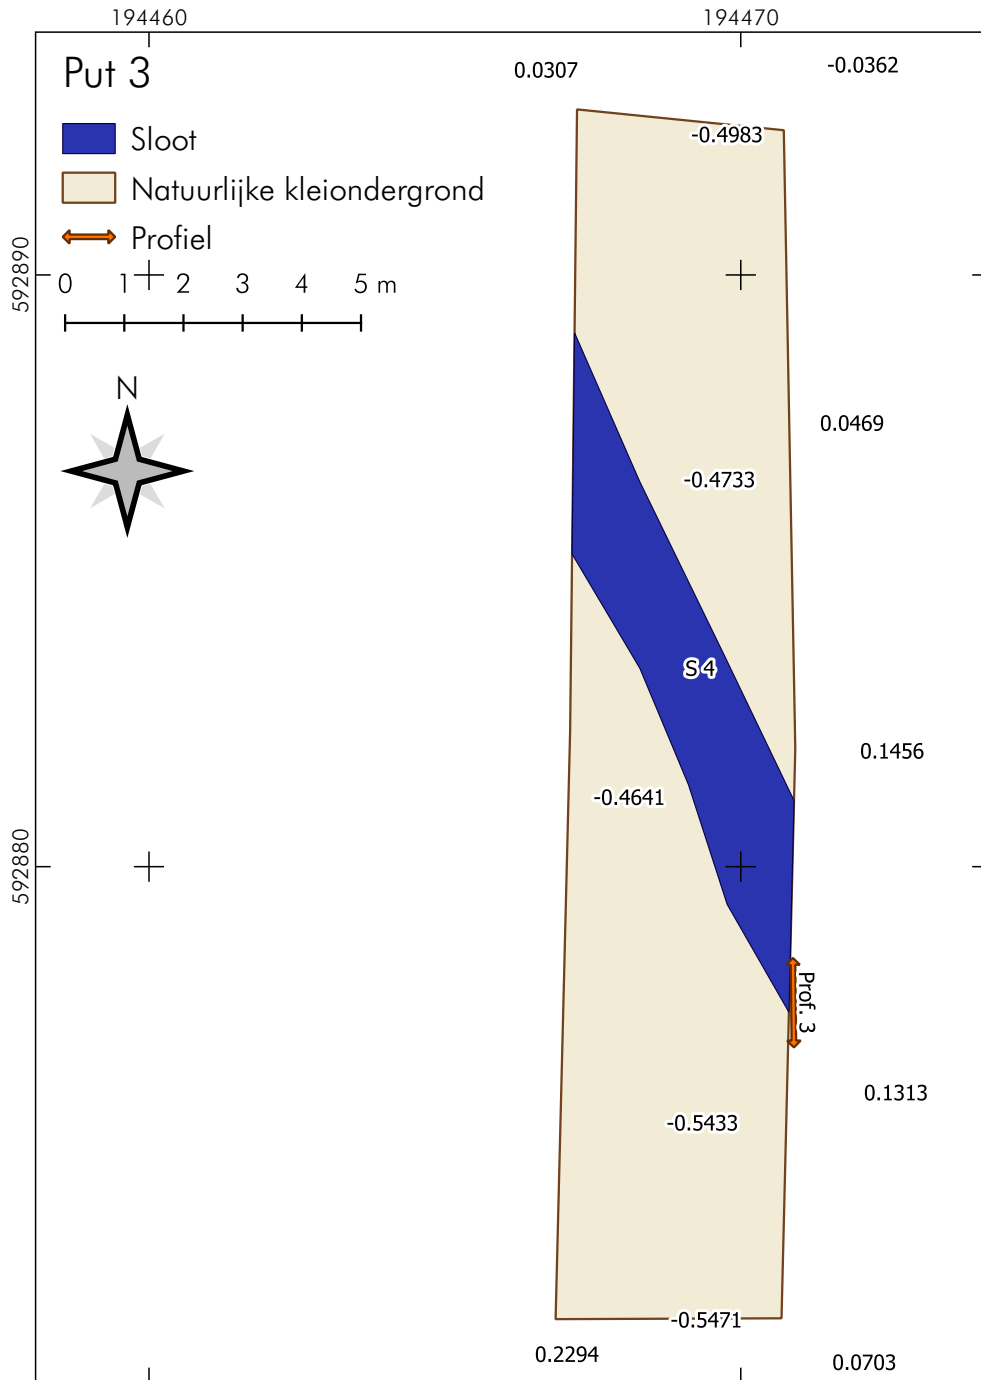 194460 194470
Put 3
0.0307 -0.0362
-0.4983
Sloot
Natuurlijke kleiondergrond
Profiel
592890
0 1 2 3 4 5 m
N
0.0469
-0.4733
S 4
0.1456
-0.4641
592880
Prof. 3
0.1313
-0.5433
-0.5471
0.2294
0.0703